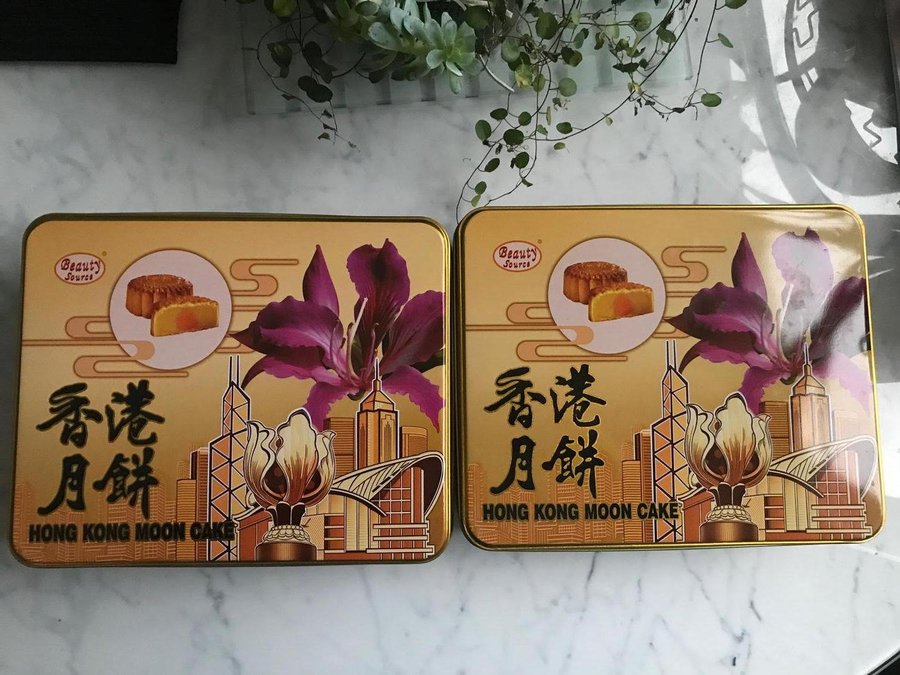 Beauty
Source
香港
月餅
HONG KONG MOON CAKE
Beauty
Source
香港
月餅
HONG KONG MOON CAKE